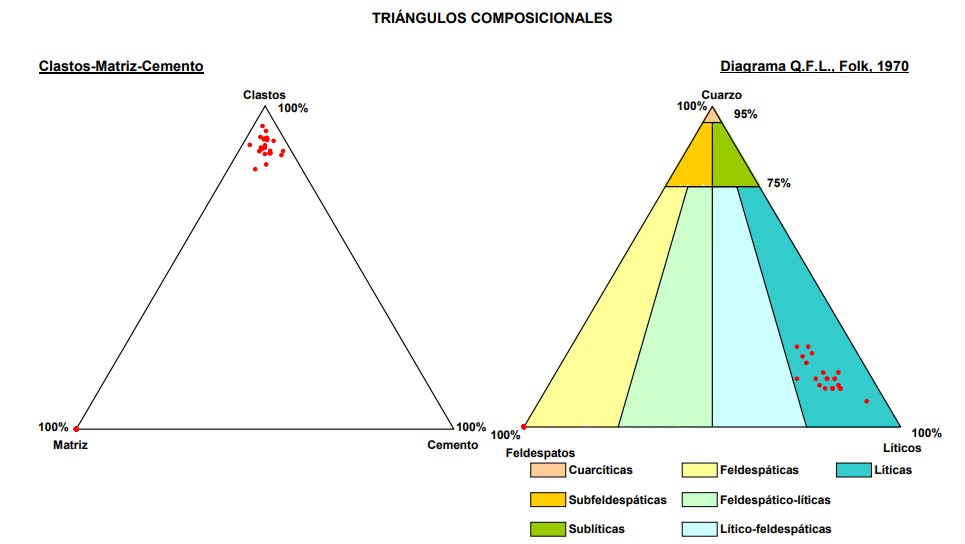 TRIÁNGULOS COMPOSICIONALES
Clastos-Matriz-Cemento
Diagrama Q.F.L., Folk, 1970
Clastos
100%
100%
Matriz
100%
Cemento
Cuarzo
100%
95%
75%
100%
Feldespatos
100%
Líticos
Cuarcíticas
Feldespáticas
Líticas
Subfeldespáticas
Feldespático-líticas
Sublíticas
Lítico-feldespáticas